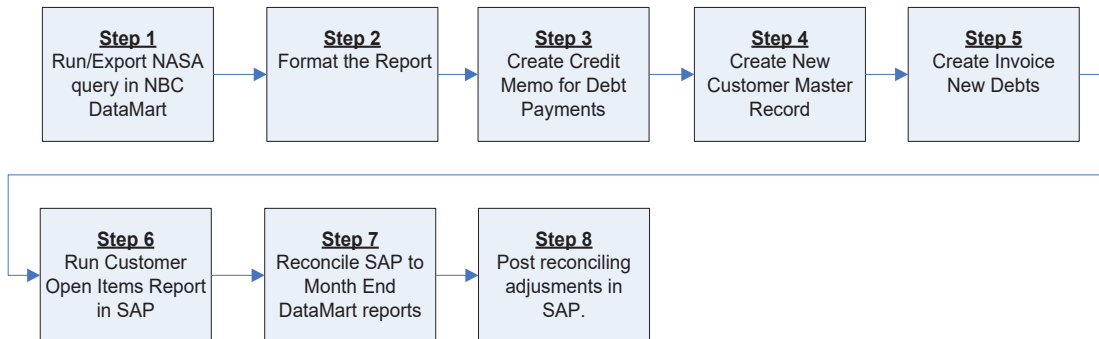 Step 1
Run/Export NASA
query in NBC
DataMart
Step 2
Format the Report
Step 3
Create Credit
Memo for Debt
Payments
Step 4
Create New
Customer Master
Record
Step 5
Create Invoice
New Debts
Step 6
Run Customer
Open Items Report
in SAP
Step 7
Reconcile SAP to
Month End
DataMart reports
Step 8
Post reconciling
adjusments in
SAP.